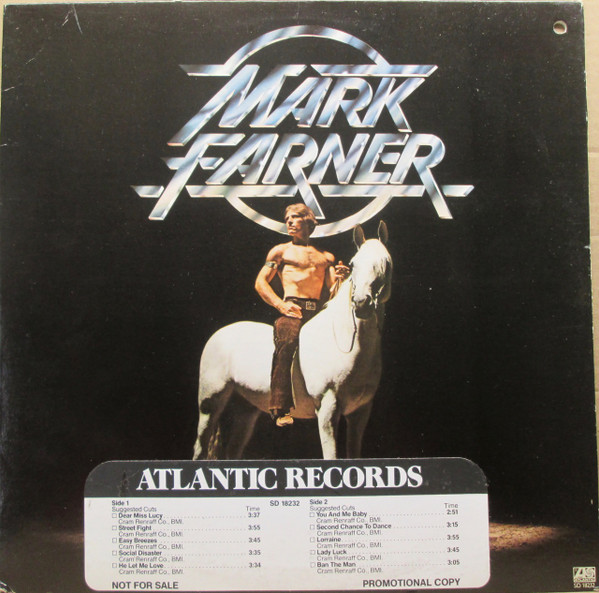 MARK
FARNER
ATLANTIC RECORDS
Side 1 SD 18232 Side 2
Suggested Cuts Time Suggested Cuts Time
Dear Miss Lucy 3:37 You And Me Baby 2:51
Cram Renraff Co., BMI. Cram Renraff Co., BMI.
Street Fight 3:55 Second Chance To Dance 3:15
Cram Renraff Co., BMI. Cram Renraff Co., BMI.
Easy Breezes 3:45 Lorraine 3:55
Cram Renraff Co., BMI. Cram Renraff Co., BMI.
Social Disaster 3:35 Lady Luck 3:45
Cram Renraff Co., BMI. Cram Renraff Co., BMI.
He Let Me Love 3:34 Ban The Man 3:05
Cram Renraff Co., BMI. Cram Renraff Co., BMI.
NOT FOR SALE PROMOTIONAL COPY
SD 18232